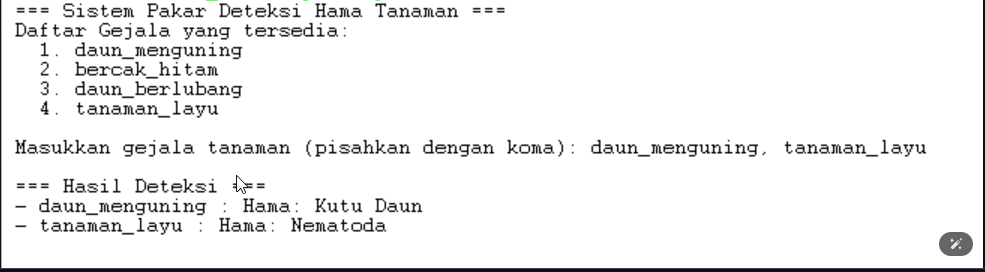 === Sistem Pakar Deteksi Hama Tanaman ===
Daftar Gejala yang tersedia:
1. daun_menguning
2. bercak_hitam
3. daun_berlubang
4. tanaman_layu
Masukkan gejala tanaman (pisahkan dengan koma): daun_menguning, tanaman_layu
=== Hasil Deteksi ===
- daun_menguning : Hama: Kutu Daun
- tanaman_layu : Hama: Nematoda